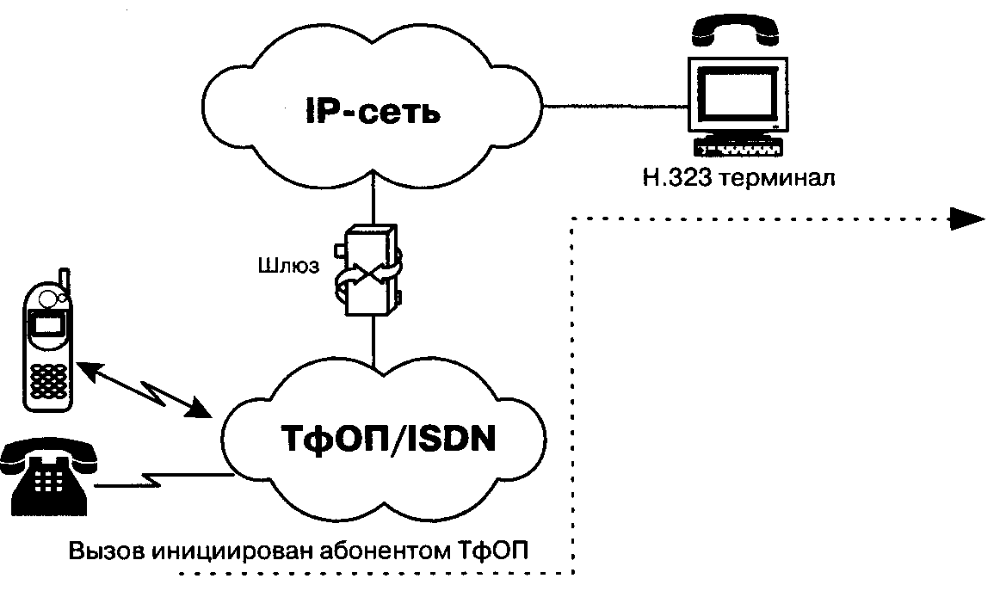 IP-сеть
Н.323 терминал
Шлюз
ТфОП/ISDN
Вызов инициирован абонентом ТфОП